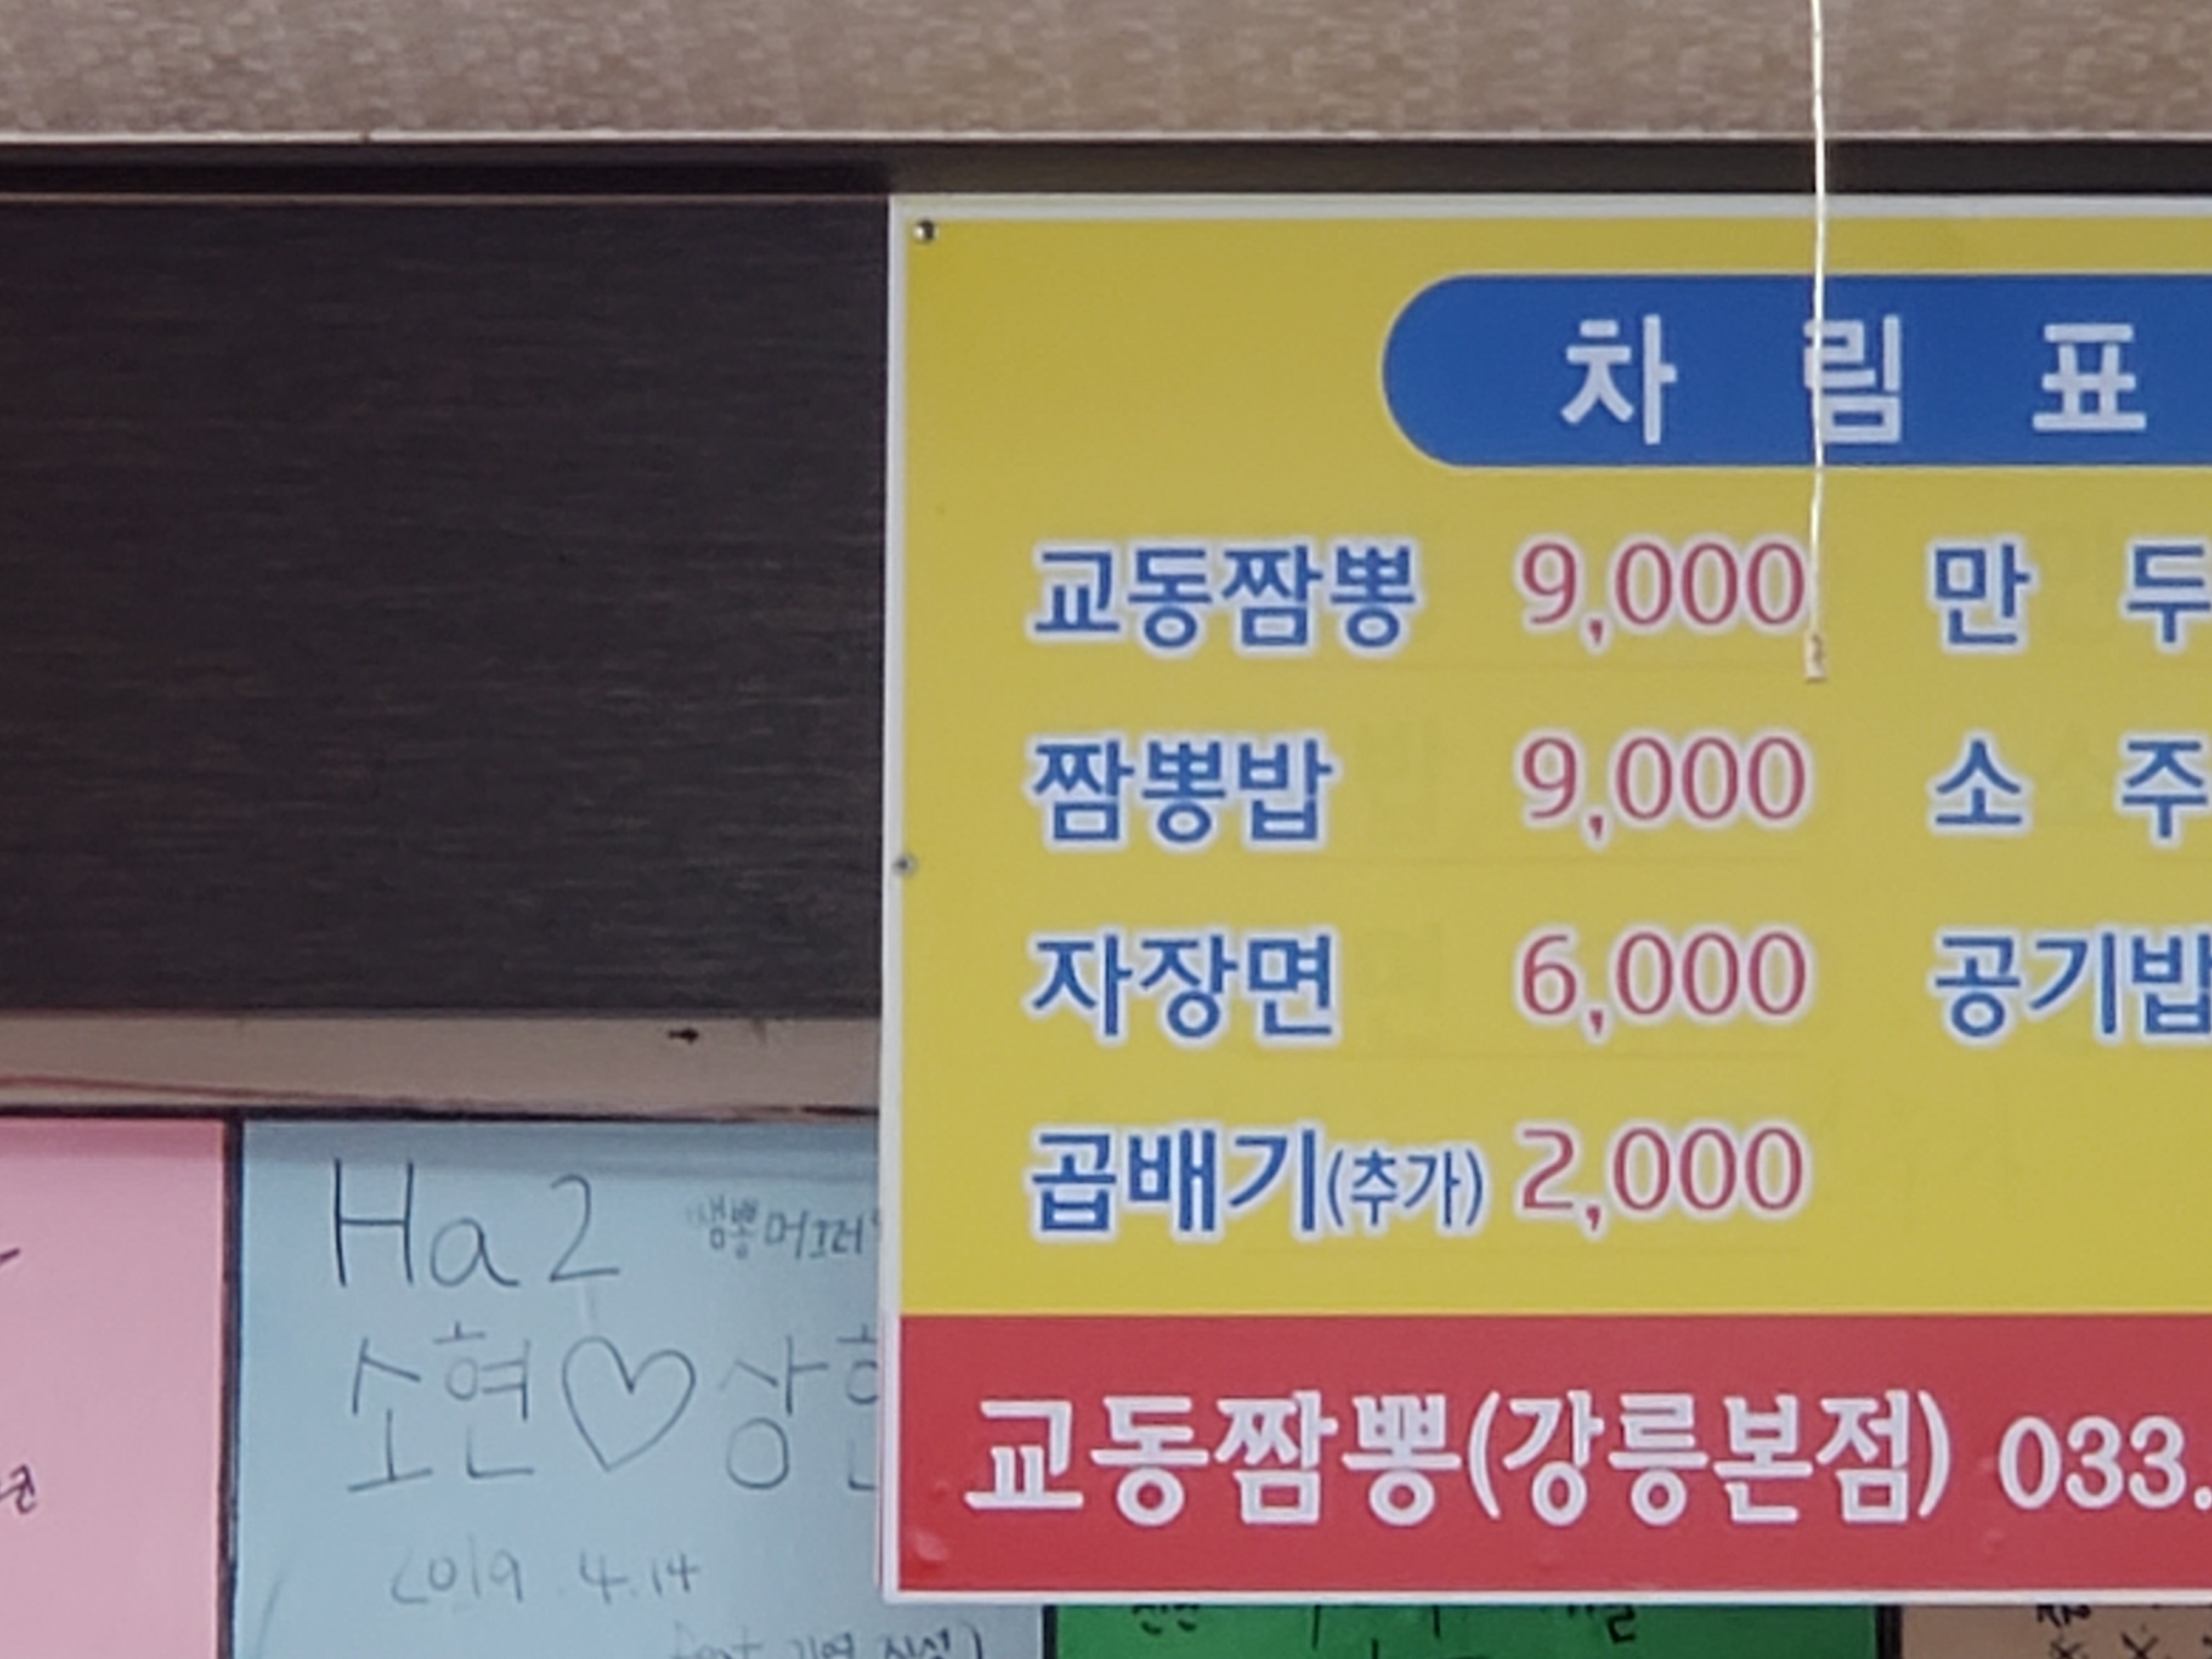 차 림 표
교동짬뽕 9,000 만 두
짬뽕밥 9,000 소 주
자장면 6,000 공기밥
곱배기(추가) 2,000
교동짬뽕(강릉본점) 033.
Ha 2
소현♡상
2019. 4. 14